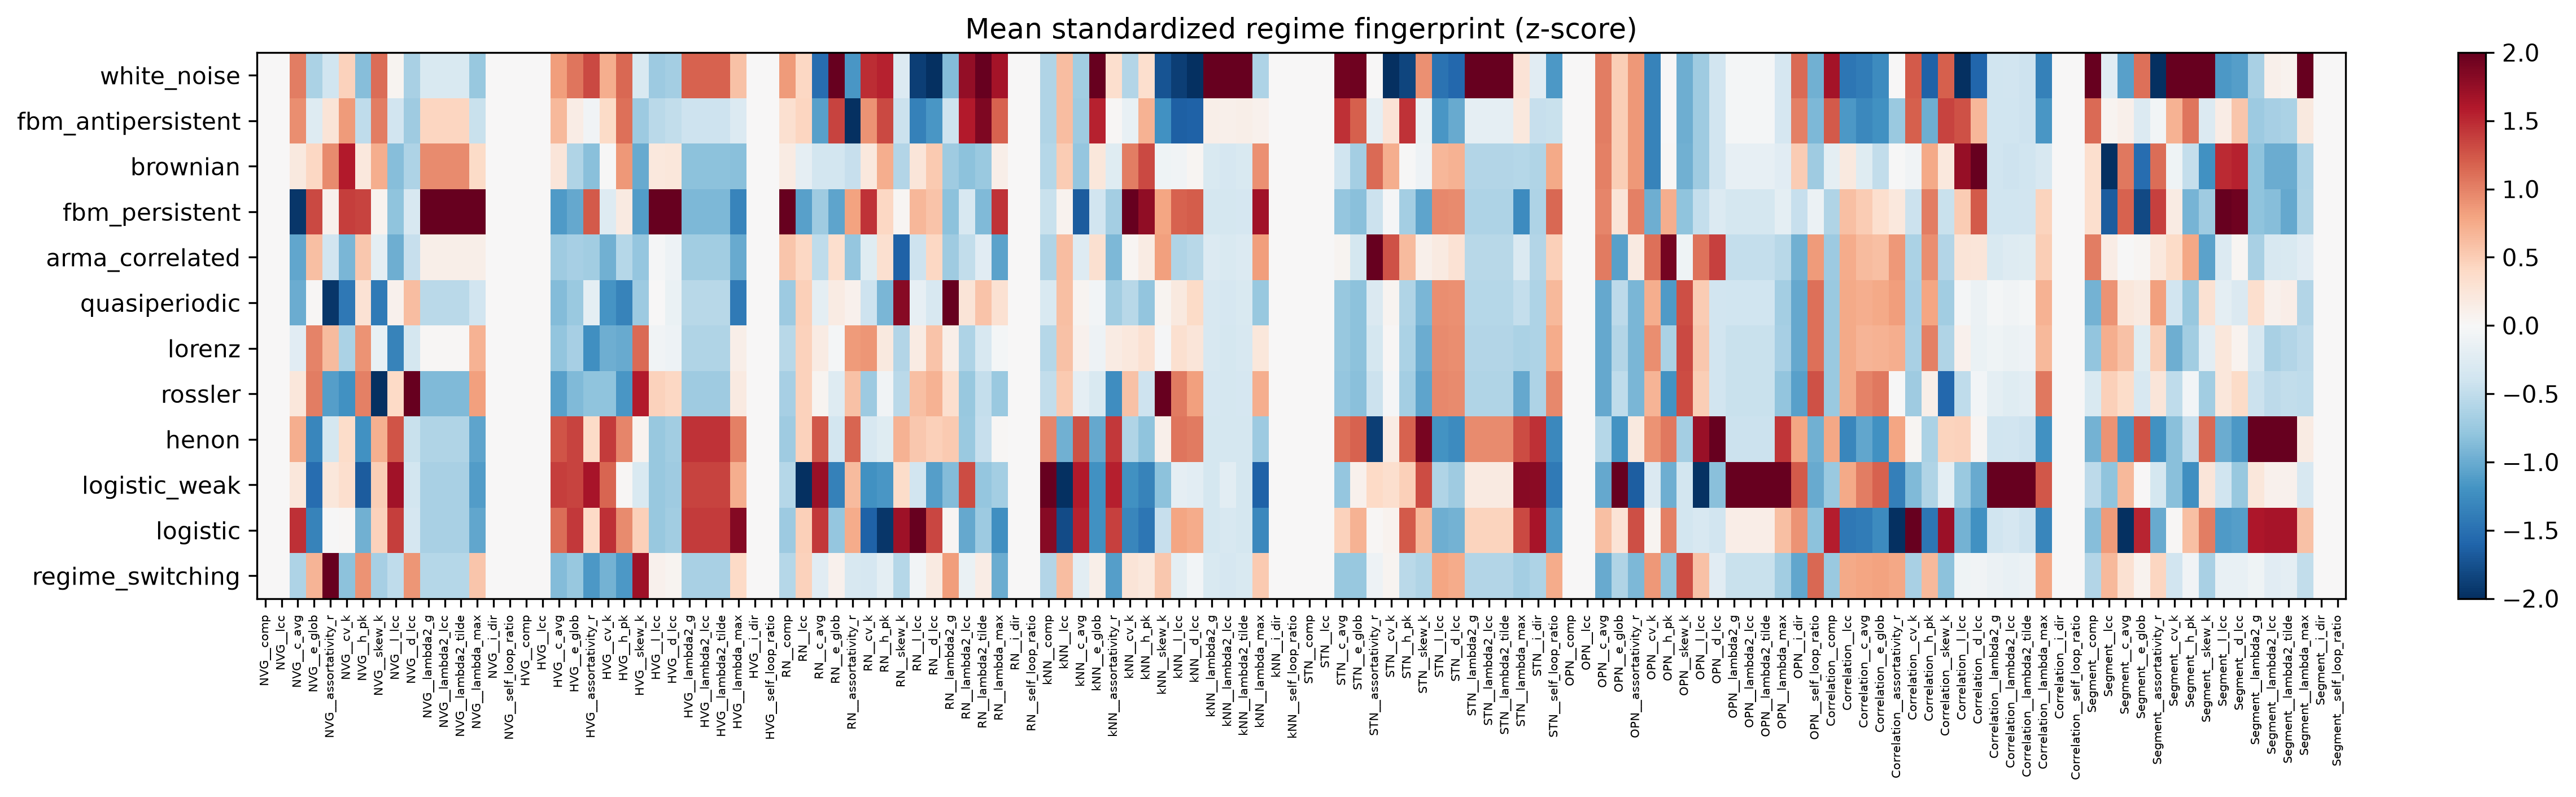 Mean standardized regime fingerprint (z-score)
white_noise
fbm_antipersistent
brownian
fbm_persistent
arma_correlated
quasiperiodic
lorenz
rossler
henon
logistic_weak
logistic
regime_switching
2.0
1.5
1.0
0.5
0.0
−0.5
−1.0
−1.5
−2.0
NVG__comp
NVG__lcc
NVG__c_avg
NVG__e_glob
NVG__assortativity_r
NVG__cv_k
NVG__h_pk
NVG__skew_k
NVG__l_lcc
NVG__d_lcc
NVG__lambda2_g
NVG__lambda2_lcc
NVG__lambda2_tilde
NVG__lambda_max
NVG__i_dir
NVG__self_loop_ratio
HVG__comp
HVG__lcc
HVG__c_avg
HVG__e_glob
HVG__assortativity_r
HVG__cv_k
HVG__h_pk
HVG__skew_k
HVG__l_lcc
HVG__d_lcc
HVG__lambda2_g
HVG__lambda2_lcc
HVG__lambda2_tilde
HVG__lambda_max
HVG__i_dir
HVG__self_loop_ratio
RN__comp
RN__lcc
RN__c_avg
RN__e_glob
RN__assortativity_r
RN__cv_k
RN__h_pk
RN__skew_k
RN__l_lcc
RN__d_lcc
RN__lambda2_g
RN__lambda2_lcc
RN__lambda2_tilde
RN__lambda_max
RN__i_dir
RN__self_loop_ratio
kNN__comp
kNN__lcc
kNN__c_avg
kNN__e_glob
kNN__assortativity_r
kNN__cv_k
kNN__h_pk
kNN__skew_k
kNN__l_lcc
kNN__d_lcc
kNN__lambda2_g
kNN__lambda2_lcc
kNN__lambda2_tilde
kNN__lambda_max
kNN__i_dir
kNN__self_loop_ratio
STN__comp
STN__lcc
STN__c_avg
STN__e_glob
STN__assortativity_r
STN__cv_k
STN__h_pk
STN__skew_k
STN__l_lcc
STN__d_lcc
STN__lambda2_g
STN__lambda2_lcc
STN__lambda2_tilde
STN__lambda_max
STN__i_dir
STN__self_loop_ratio
OPN__comp
OPN__lcc
OPN__c_avg
OPN__e_glob
OPN__assortativity_r
OPN__cv_k
OPN__h_pk
OPN__skew_k
OPN__l_lcc
OPN__d_lcc
OPN__lambda2_g
OPN__lambda2_lcc
OPN__lambda2_tilde
OPN__lambda_max
OPN__i_dir
OPN__self_loop_ratio
Correlation__comp
Correlation__lcc
Correlation__c_avg
Correlation__e_glob
Correlation__assortativity_r
Correlation__cv_k
Correlation__h_pk
Correlation__skew_k
Correlation__l_lcc
Correlation__d_lcc
Correlation__lambda2_g
Correlation__lambda2_lcc
Correlation__lambda2_tilde
Correlation__lambda_max
Correlation__i_dir
Correlation__self_loop_ratio
Segment__comp
Segment__lcc
Segment__c_avg
Segment__e_glob
Segment__assortativity_r
Segment__cv_k
Segment__h_pk
Segment__skew_k
Segment__l_lcc
Segment__d_lcc
Segment__lambda2_g
Segment__lambda2_lcc
Segment__lambda2_tilde
Segment__lambda_max
Segment__i_dir
Segment__self_loop_ratio